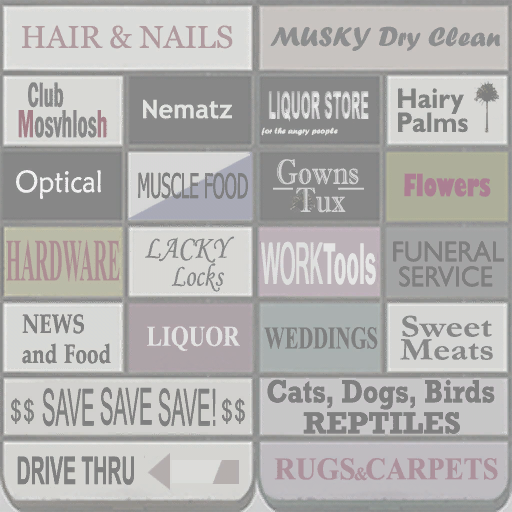 HAIR & NAILS
MUSKY Dry Clean
Club
Mosvhlosh
Nematz
LIQUOR STORE
for the angry people
Hairy
Palms
Optical
MUSCLE FOOD
Gowns
Tux
Flowers
HARDWARE
LACKY
Locks
WORKTools
FUNERAL
SERVICE
NEWS
and Food
LIQUOR
WEDDINGS
Sweet
Meats
$$ SAVE SAVE SAVE! $$
Cats, Dogs, Birds
REPTILES
DRIVE THRU
RUGS&CARPETS